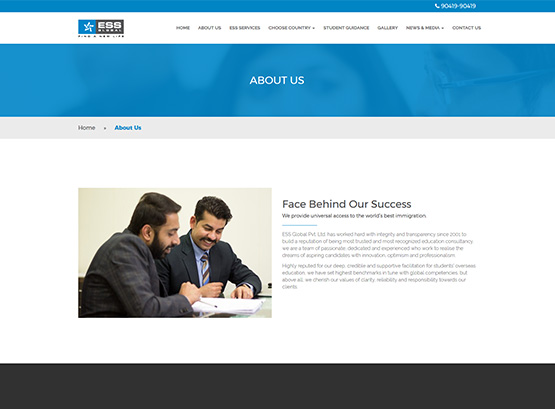 90419-90419
ESS
GLOBAL
FIND A NEW LIFE
HOME ABOUT US ESS SERVICES CHOOSE COUNTRY STUDENT GUIDANCE GALLERY NEWS & MEDIA CONTACT US
ABOUT US
Home • About Us
Face Behind Our Success
We provide universal access to the world's best immigration.
ESS Global Pvt. Ltd. has worked hard with integrity and transparency since 2001 to
build a reputation of being most trusted and most recognized education consultancy.
we are a team of passionate, dedicated and experienced who work to realise the
dreams of aspiring candidates with innovation, optimism and professionalism.
Highly reputed for our deep, credible and supportive facilitation for students' overseas
education, we have set highest benchmarks in tune with global competencies, but
above all, we cherish our values of clarity, reliability and responsibility towards our
clients.